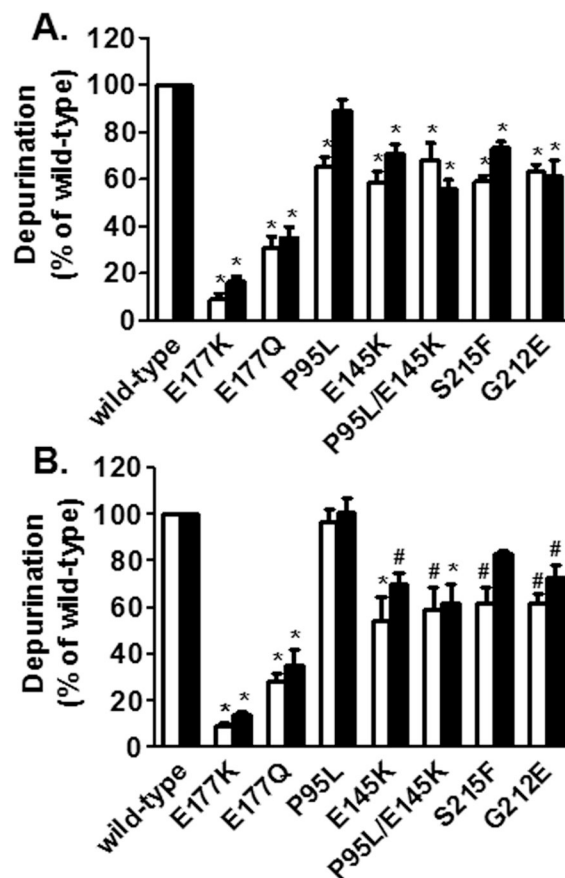 A.
Depurination
(% of wild-type)
120
100
80
60
40
20
0
* * * * * * * * * * * * *
wild-type
E177K
E177Q
P95L
E145K
P95L/E145K
S215F
G212E
B.
Depurination
(% of wild-type)
120
100
80
60
40
20
0
* * * * * # # * # # #
wild-type
E177K
E177Q
P95L
E145K
P95L/E145K
S215F
G212E